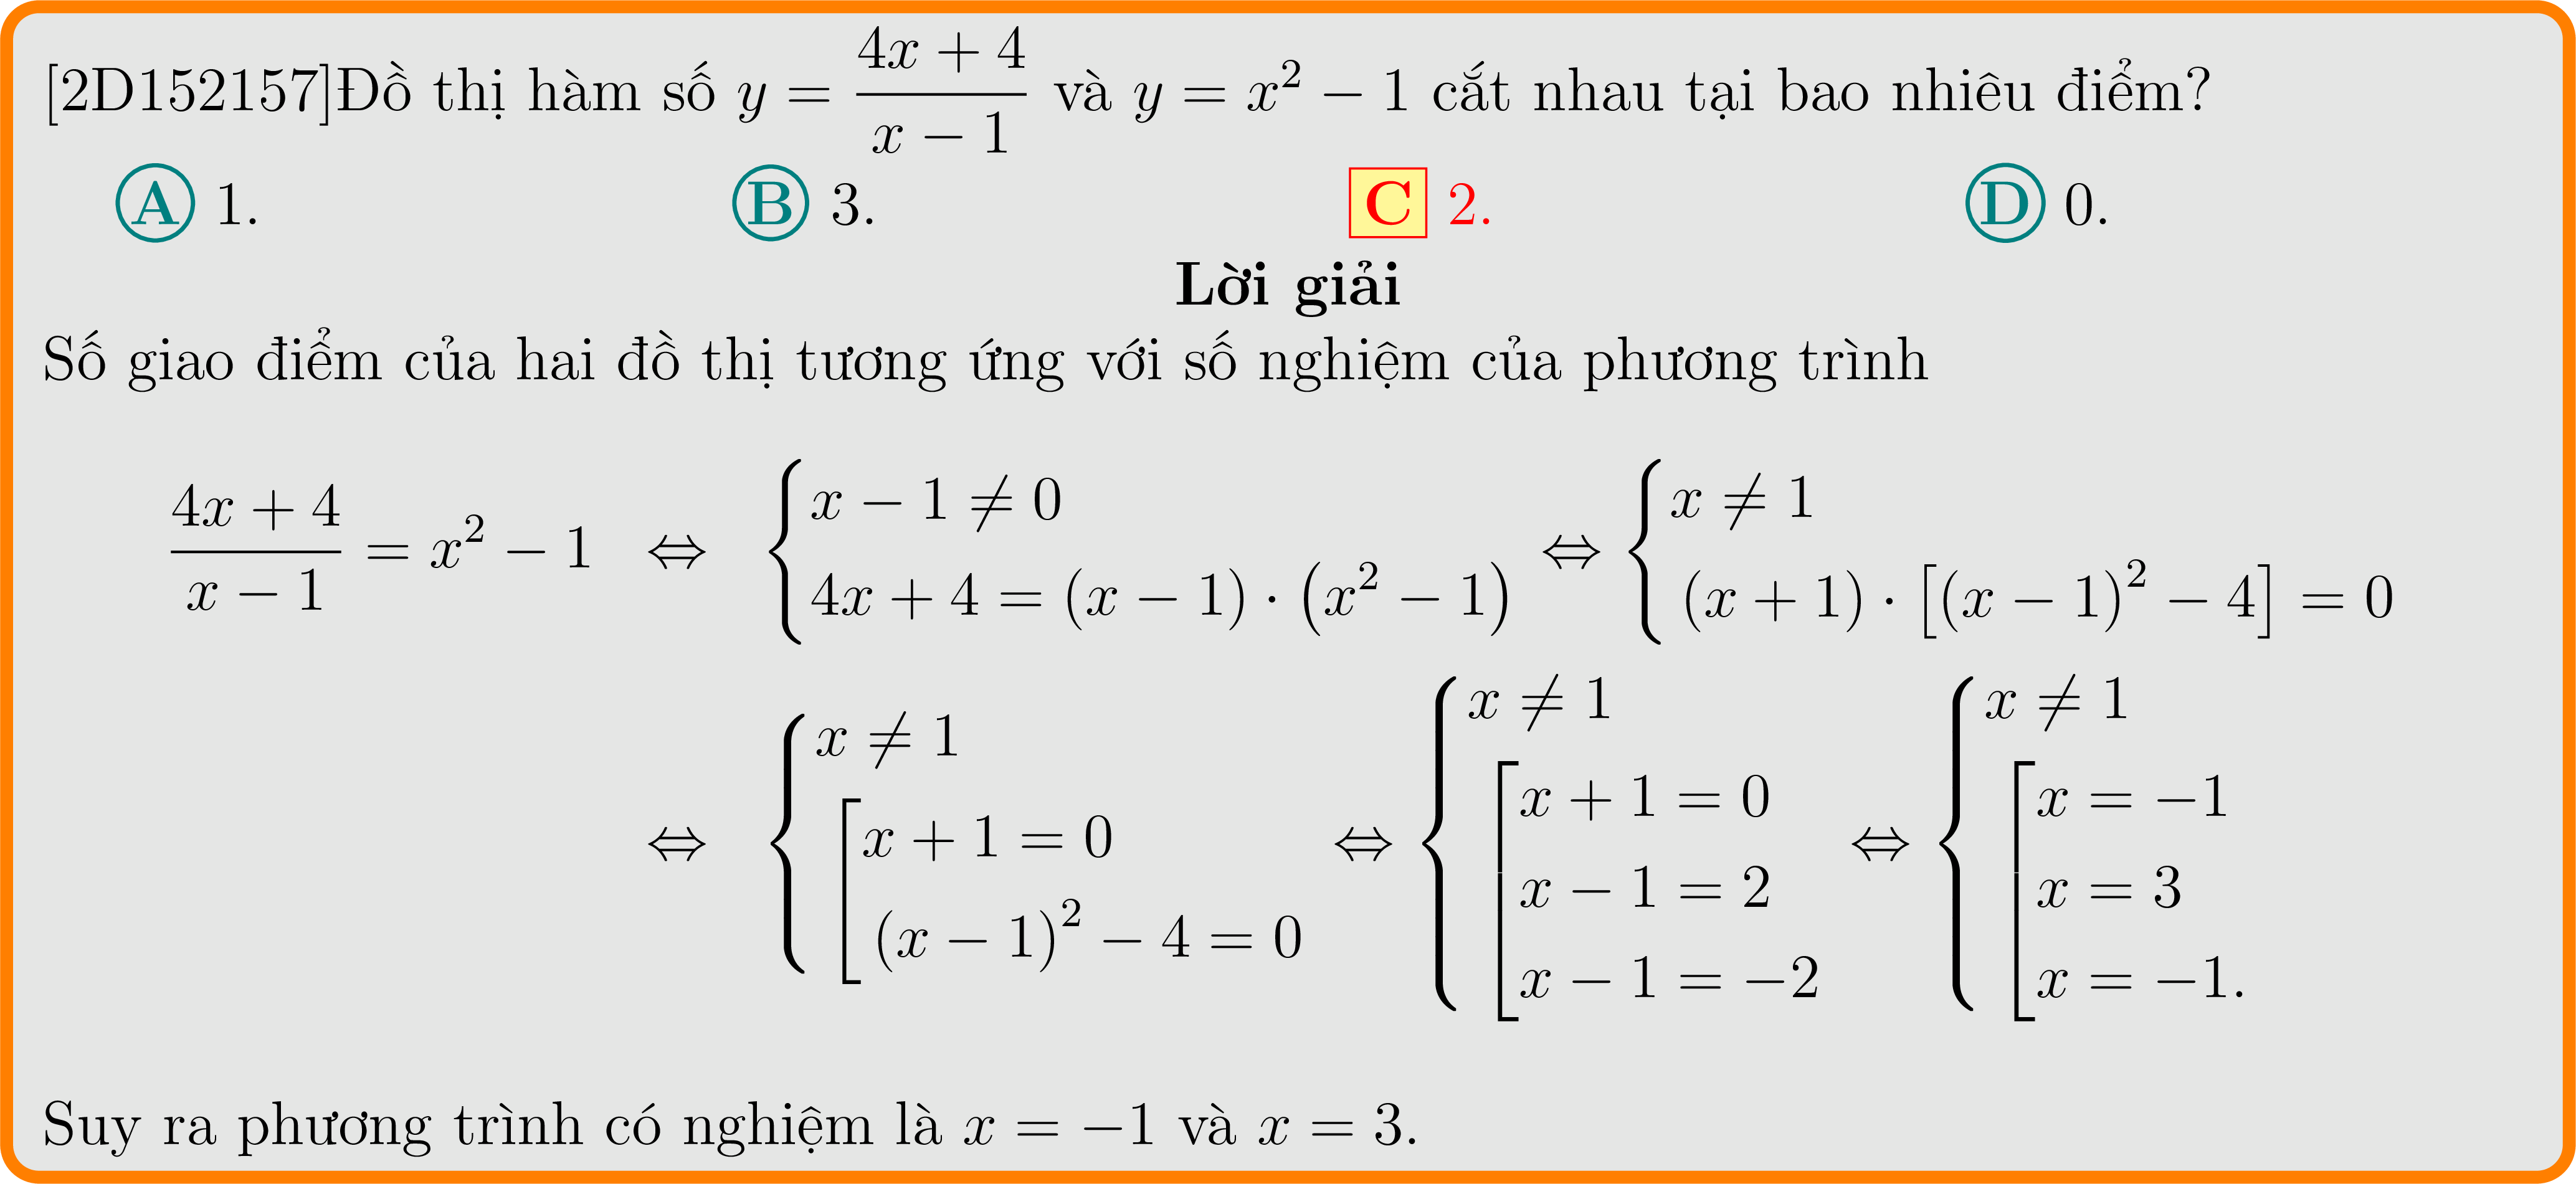 [2D152157]Đồ thị hàm số $y = \dfrac{4x+4}{x-1}$ và $y = x^2 - 1$ cắt nhau tại bao nhiêu điểm?
A 1. B 3. C 2. D 0.
Lời giải
Số giao điểm của hai đồ thị tương ứng với số nghiệm của phương trình
$\dfrac{4x+4}{x-1} = x^2 - 1 \Leftrightarrow \begin{cases} x - 1 \neq 0 \\ 4x + 4 = (x-1) \cdot (x^2 - 1) \end{cases} \Leftrightarrow \begin{cases} x \neq 1 \\ (x+1) \cdot [(x-1)^2 - 4] = 0 \end{cases}$
$\Leftrightarrow \begin{cases} x \neq 1 \\ \left[\begin{array}{l} x + 1 = 0 \\ (x-1)^2 - 4 = 0 \end{array}\right. \end{cases} \Leftrightarrow \begin{cases} x \neq 1 \\ \left[\begin{array}{l} x + 1 = 0 \\ x - 1 = 2 \\ x - 1 = -2 \end{array}\right. \end{cases} \Leftrightarrow \begin{cases} x \neq 1 \\ \left[\begin{array}{l} x = -1 \\ x = 3 \\ x = -1. \end{array}\right. \end{cases}$
Suy ra phương trình có nghiệm là $x = -1$ và $x = 3$.